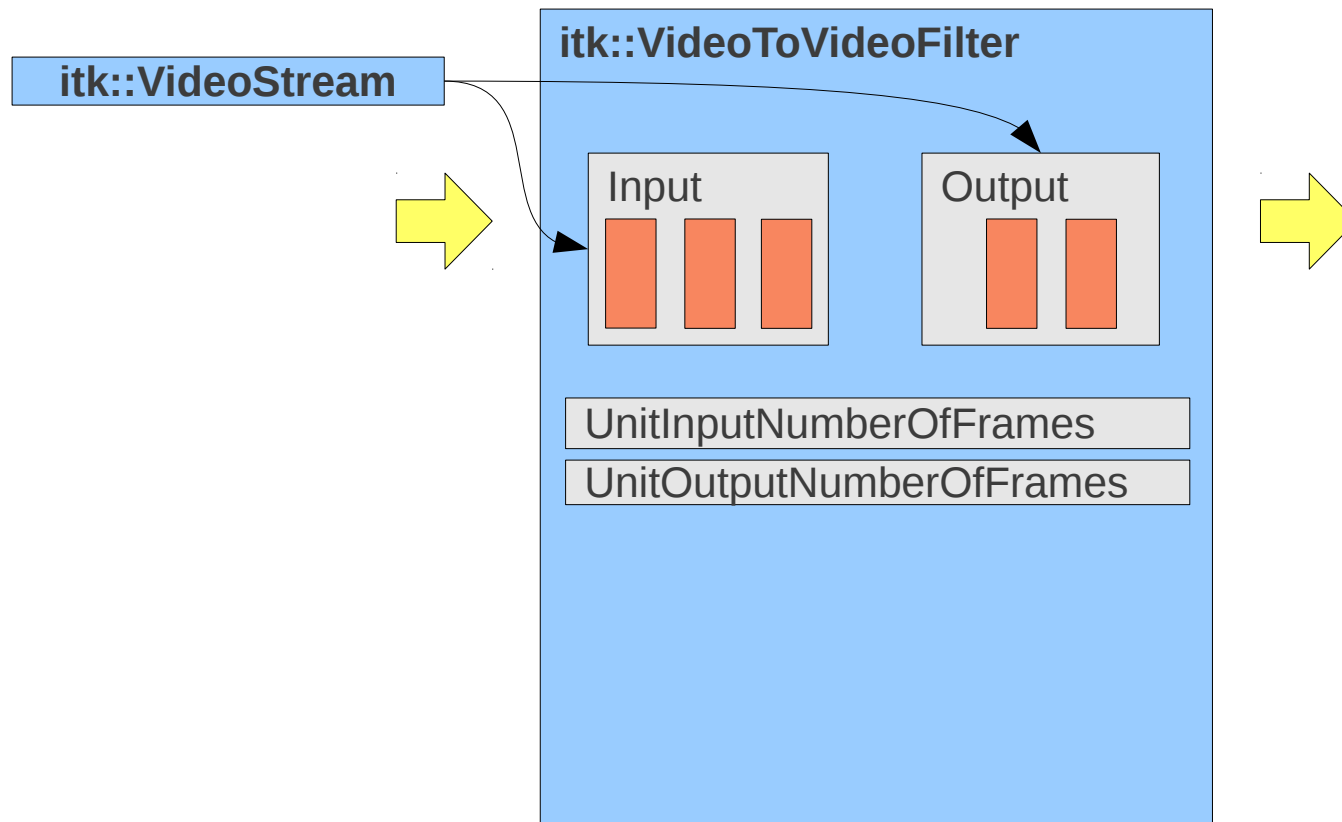 itk::VideoToVideoFilter
itk::VideoStream
Input
Output
UnitInputNumberOfFrames
UnitOutputNumberOfFrames